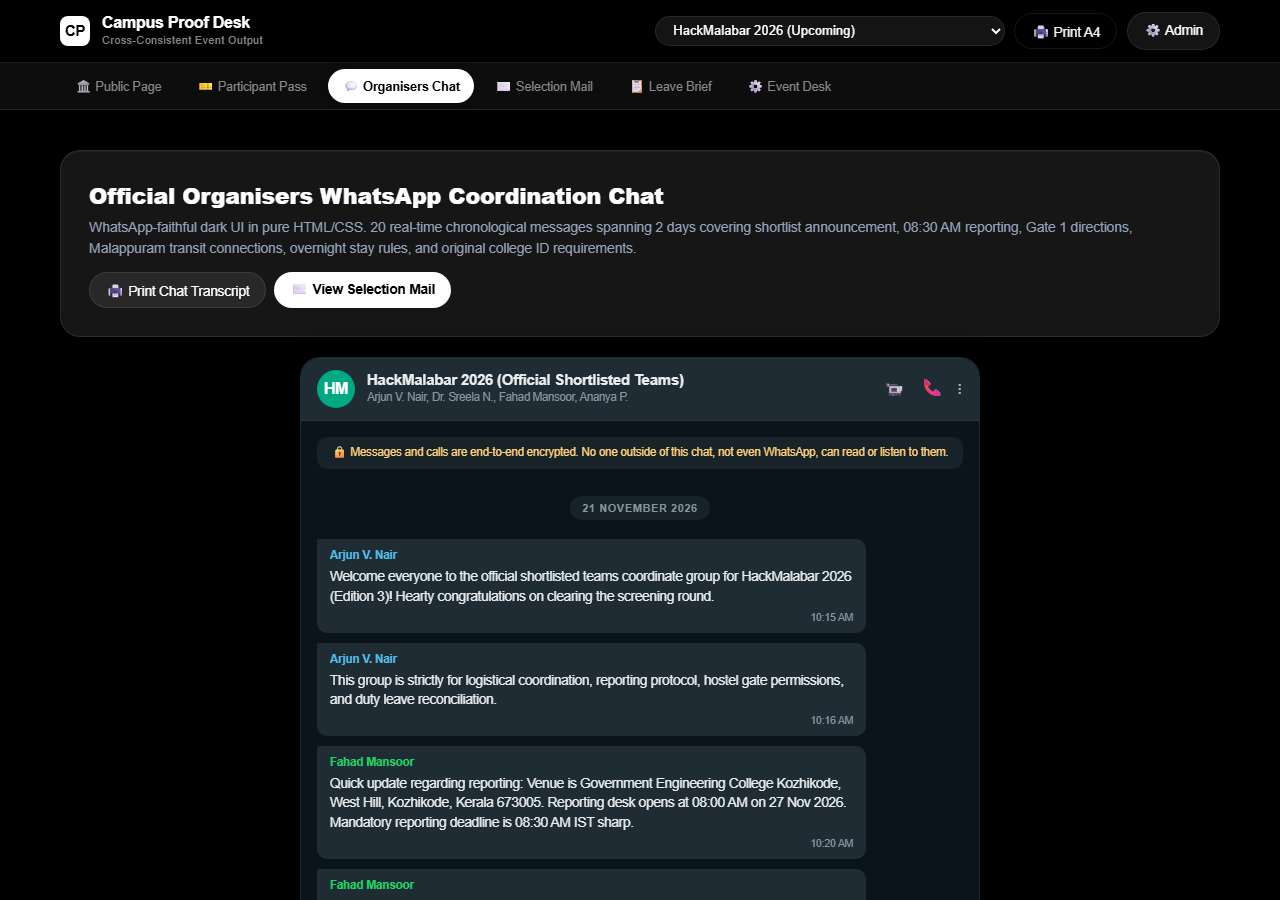 CP
Campus Proof Desk
Cross-Consistent Event Output
HackMalabar 2026 (Upcoming)
Print A4
Admin
Public Page
Participant Pass
Organisers Chat
Selection Mail
Leave Brief
Event Desk
Official Organisers WhatsApp Coordination Chat
WhatsApp-faithful dark UI in pure HTML/CSS. 20 real-time chronological messages spanning 2 days covering shortlist announcement, 08:30 AM reporting, Gate 1 directions,
Malappuram transit connections, overnight stay rules, and original college ID requirements.
Print Chat Transcript
View Selection Mail
HM
HackMalabar 2026 (Official Shortlisted Teams)
Arjun V. Nair, Dr. Sreela N., Fahad Mansoor, Ananya P.
Messages and calls are end-to-end encrypted. No one outside of this chat, not even WhatsApp, can read or listen to them.
21 NOVEMBER 2026
Arjun V. Nair
Welcome everyone to the official shortlisted teams coordinate group for HackMalabar 2026
(Edition 3)! Hearty congratulations on clearing the screening round.
10:15 AM
Arjun V. Nair
This group is strictly for logistical coordination, reporting protocol, hostel gate permissions,
and duty leave reconciliation.
10:16 AM
Fahad Mansoor
Quick update regarding reporting: Venue is Government Engineering College Kozhikode,
West Hill, Kozhikode, Kerala 673005. Reporting desk opens at 08:00 AM on 27 Nov 2026.
Mandatory reporting deadline is 08:30 AM IST sharp.
10:20 AM
Fahad Mansoor